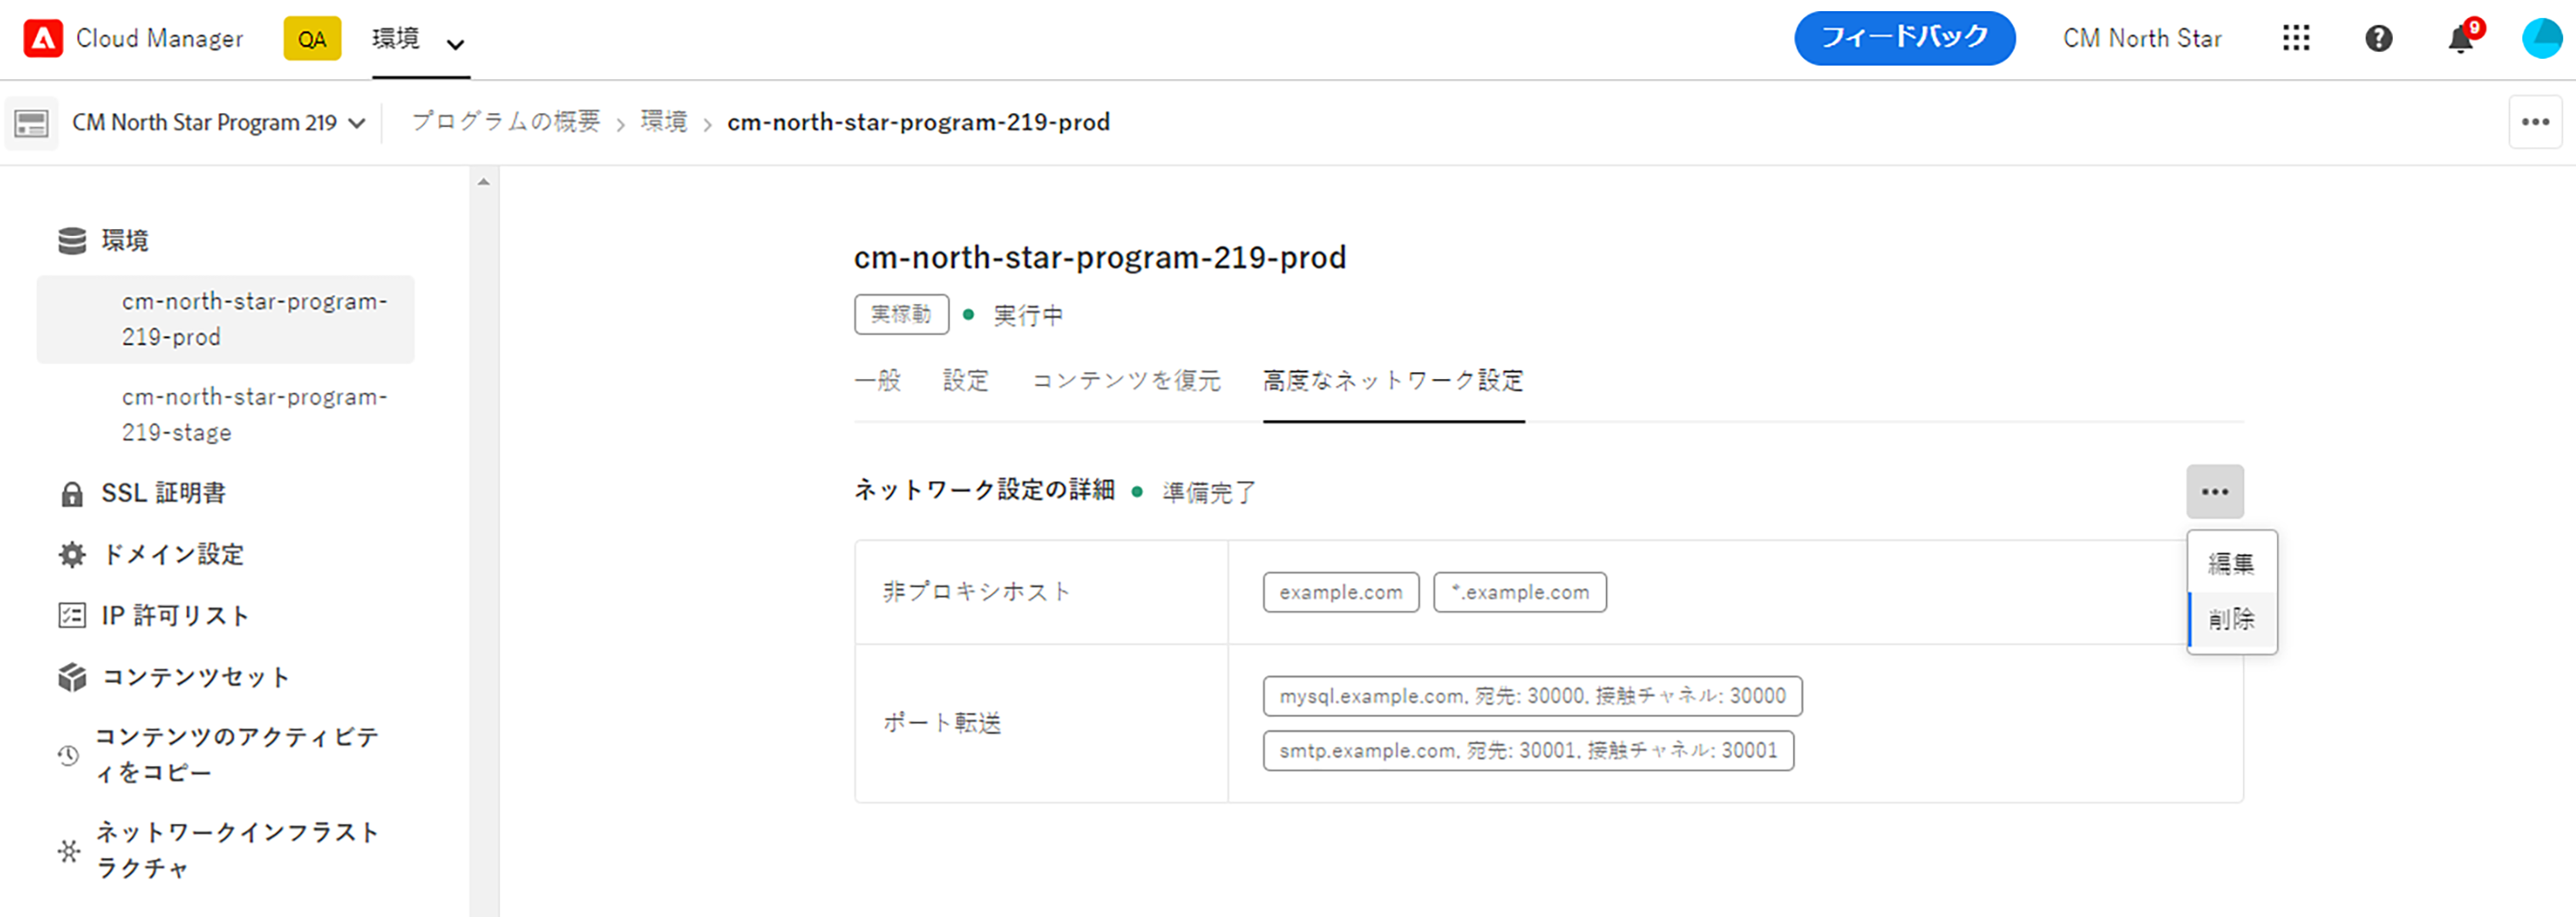 Cloud Manager QA 環境 フィードバック CM North Star 9
CM North Star Program 219 プログラムの概要 > 環境 > cm-north-star-program-219-prod
環境
cm-north-star-program-
219-prod
cm-north-star-program-
219-stage
SSL 証明書
ドメイン設定
IP 許可リスト
コンテンツセット
コンテンツのアクティビテ
ィをコピー
ネットワークインフラスト
ラクチャ
cm-north-star-program-219-prod
実稼動 実行中
一般 設定 コンテンツを復元 高度なネットワーク設定
ネットワーク設定の詳細 準備完了
編集
削除
非プロキシホスト example.com *.example.com
ポート転送
mysql.example.com, 宛先: 30000, 接触チャネル: 30000
smtp.example.com, 宛先: 30001, 接触チャネル: 30001